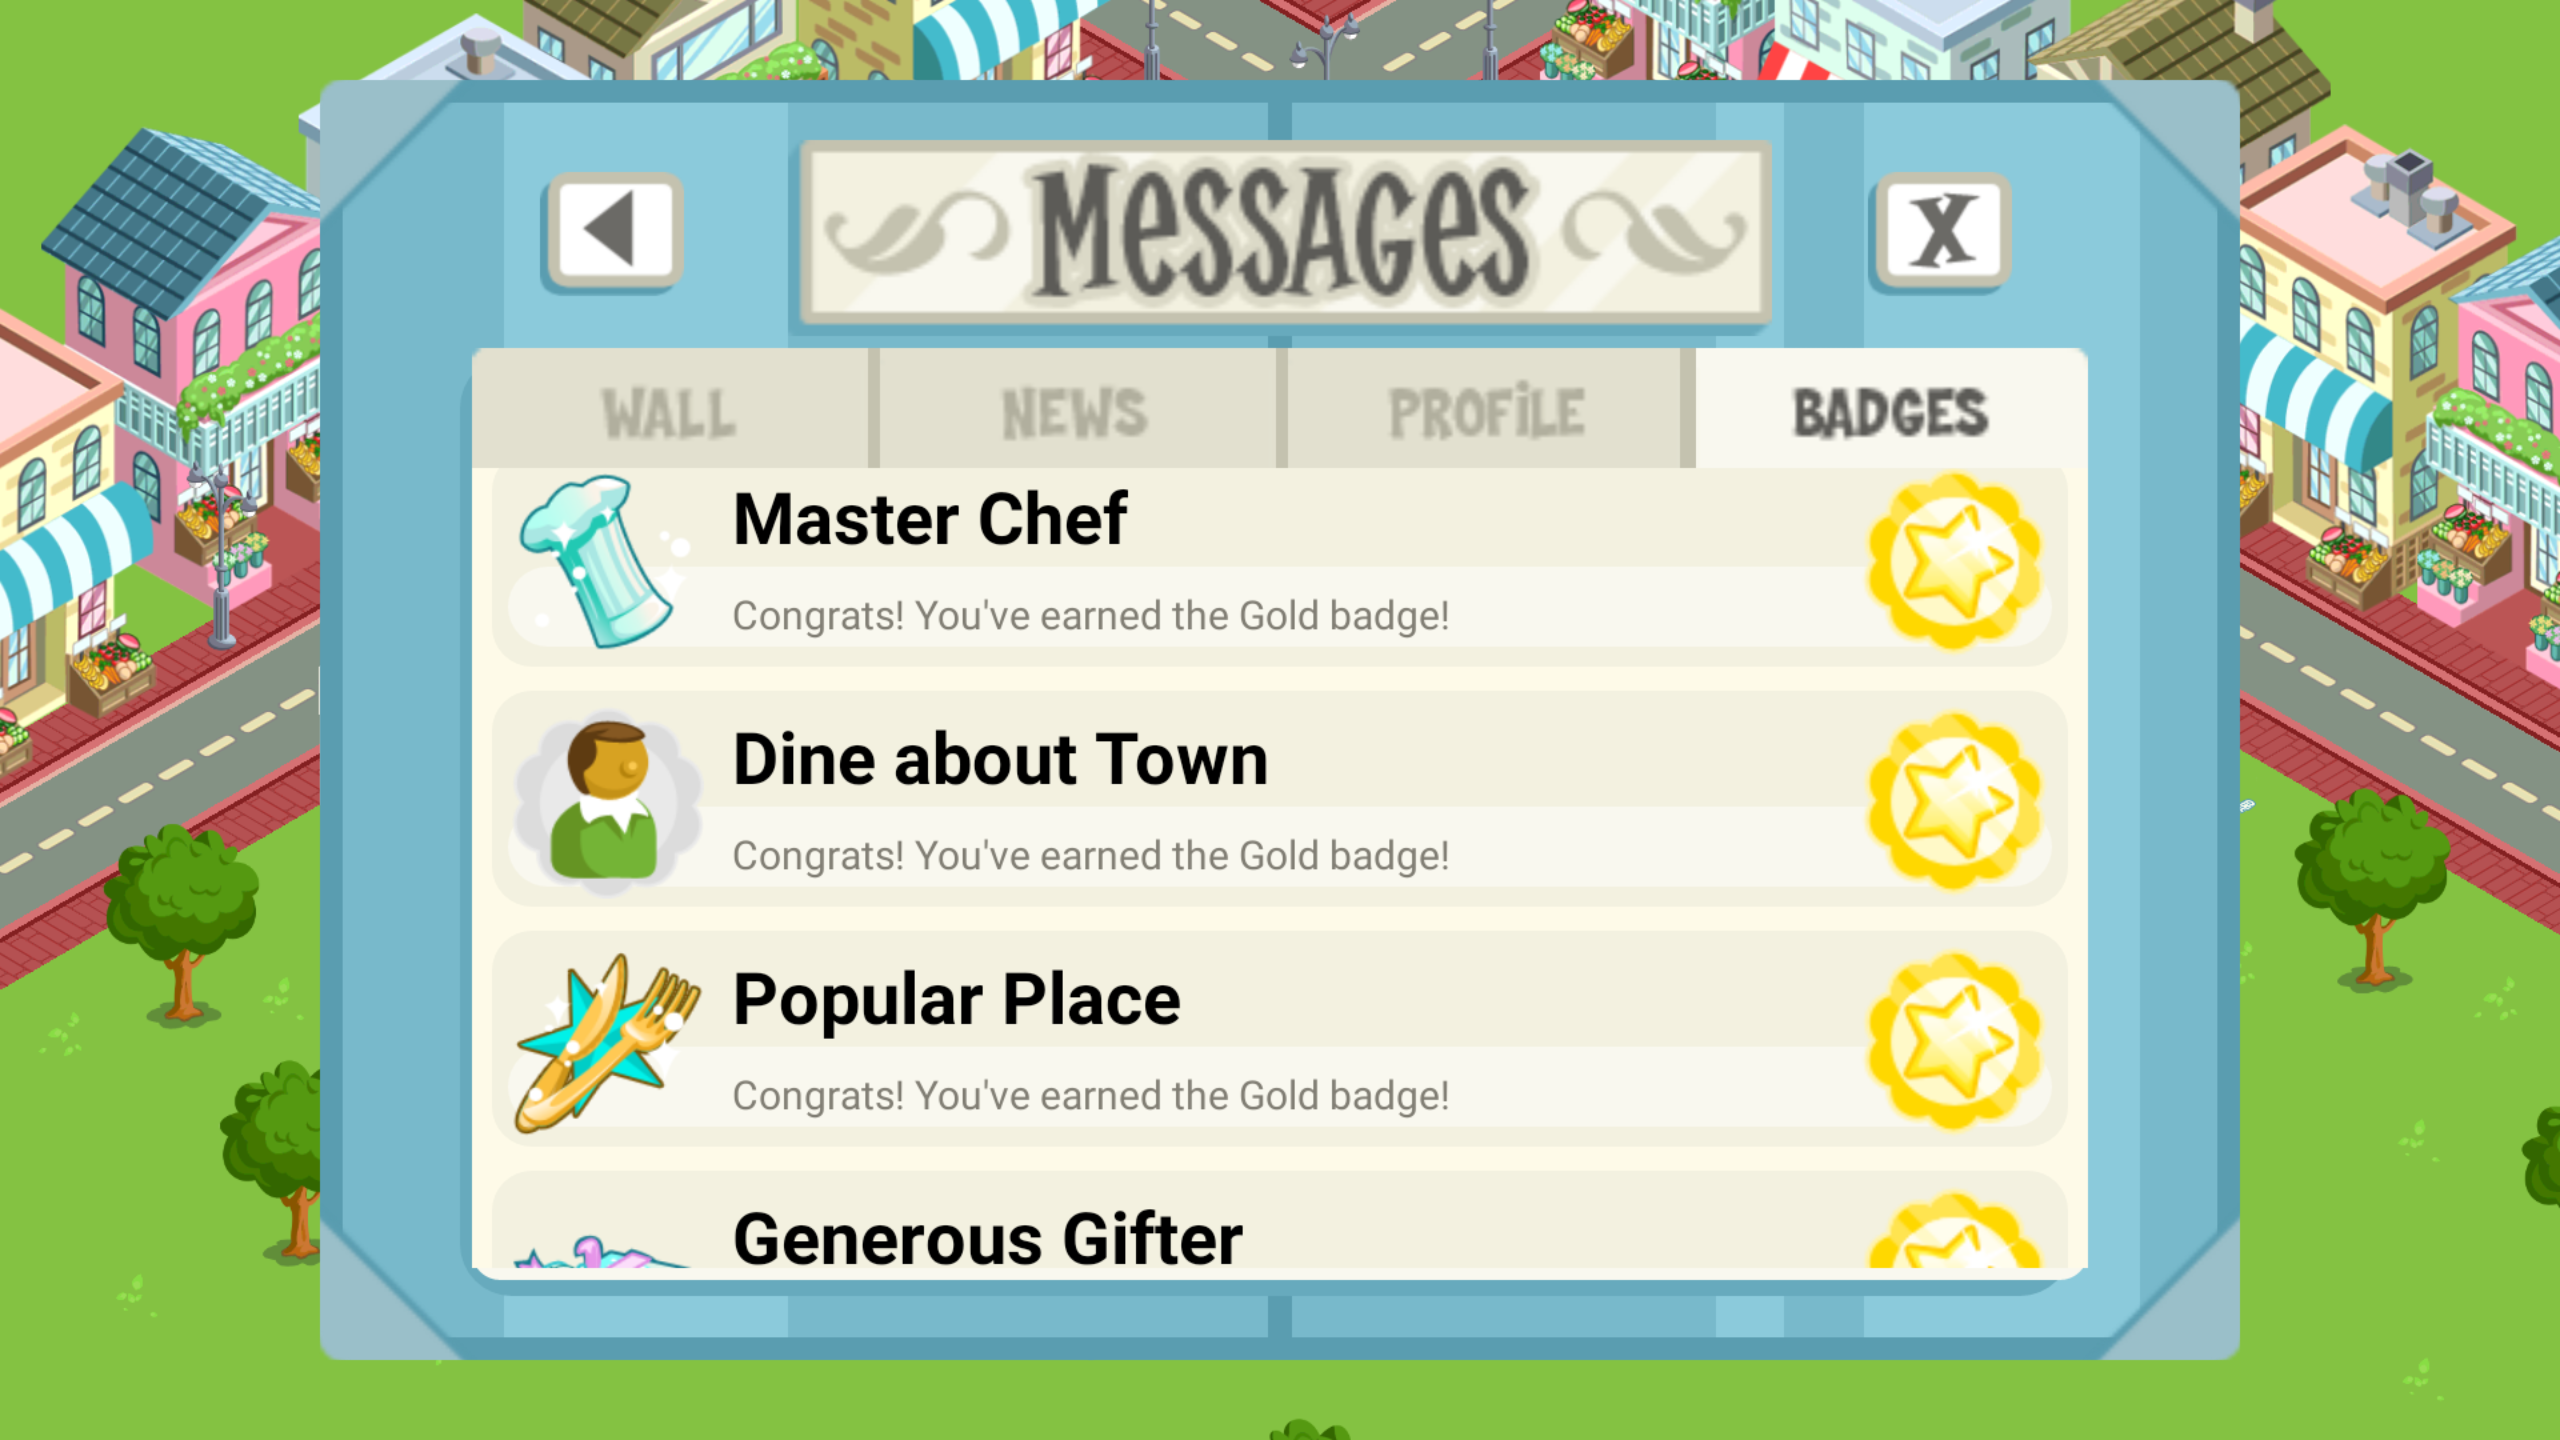 MESSAGES
X
WALL NEWS PROFILE BADGES
Master Chef
Congrats! You've earned the Gold badge!
Dine about Town
Congrats! You've earned the Gold badge!
Popular Place
Congrats! You've earned the Gold badge!
Generous Gifter